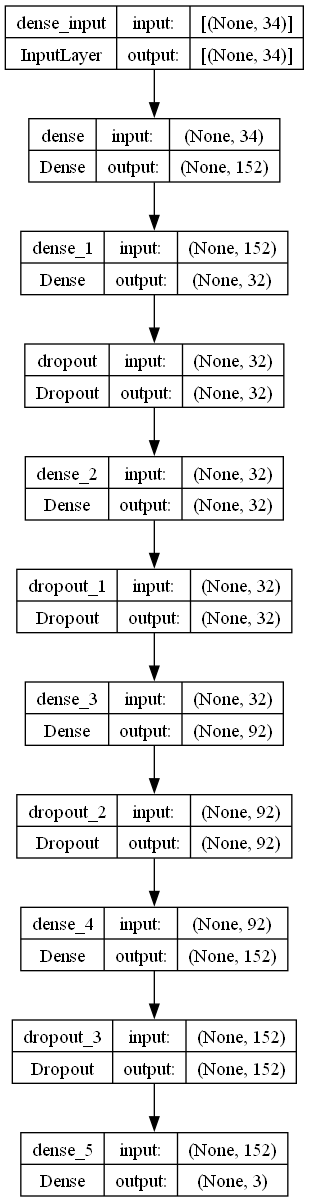 dense_input input: [(None, 34)]
InputLayer output: [(None, 34)]
dense input: (None, 34)
Dense output: (None, 152)
dense_1 input: (None, 152)
Dense output: (None, 32)
dropout input: (None, 32)
Dropout output: (None, 32)
dense_2 input: (None, 32)
Dense output: (None, 32)
dropout_1 input: (None, 32)
Dropout output: (None, 32)
dense_3 input: (None, 32)
Dense output: (None, 92)
dropout_2 input: (None, 92)
Dropout output: (None, 92)
dense_4 input: (None, 92)
Dense output: (None, 152)
dropout_3 input: (None, 152)
Dropout output: (None, 152)
dense_5 input: (None, 152)
Dense output: (None, 3)